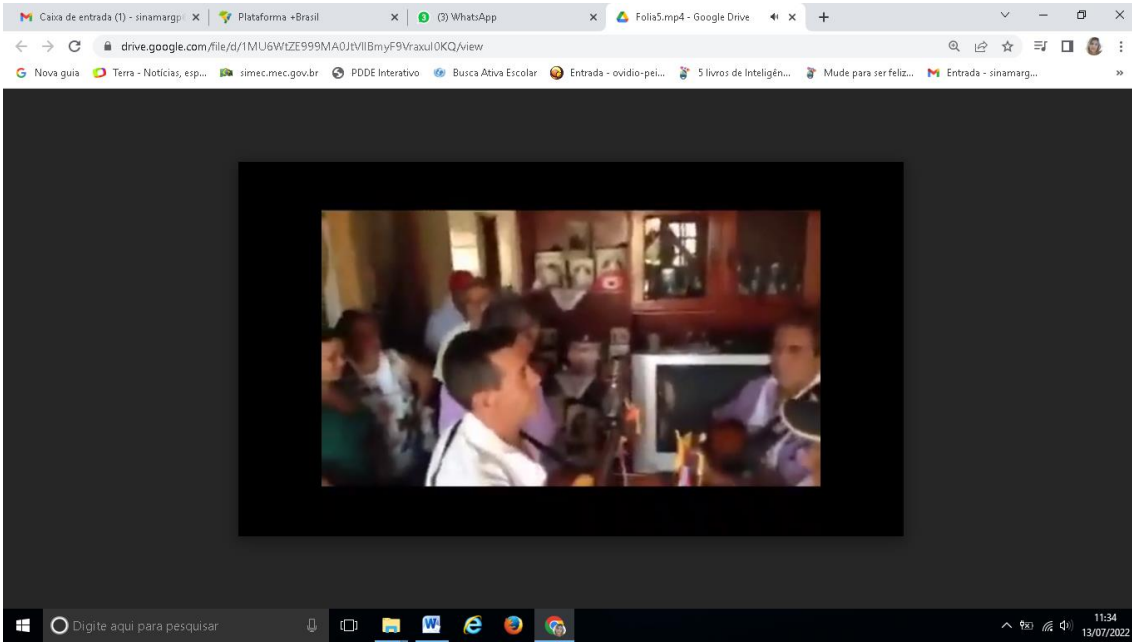 Caixa de entrada (1) - sinamargp
Plataforma +Brasil
(3) WhatsApp
Folia5.mp4 - Google Drive
drive.google.com/file/d/1MU6WtZE999MA0JtVlIBmyF9Vraxul0KQ/view
Nova guia
Terra - Notícias, esp...
simec.mec.gov.br
PDDE Interativo
Busca Ativa Escolar
Entrada - ovidio-pei...
5 livros de Inteligên...
Mude para ser feliz...
Entrada - sinamarg...
Digite aqui para pesquisar
11:34
13/07/2022